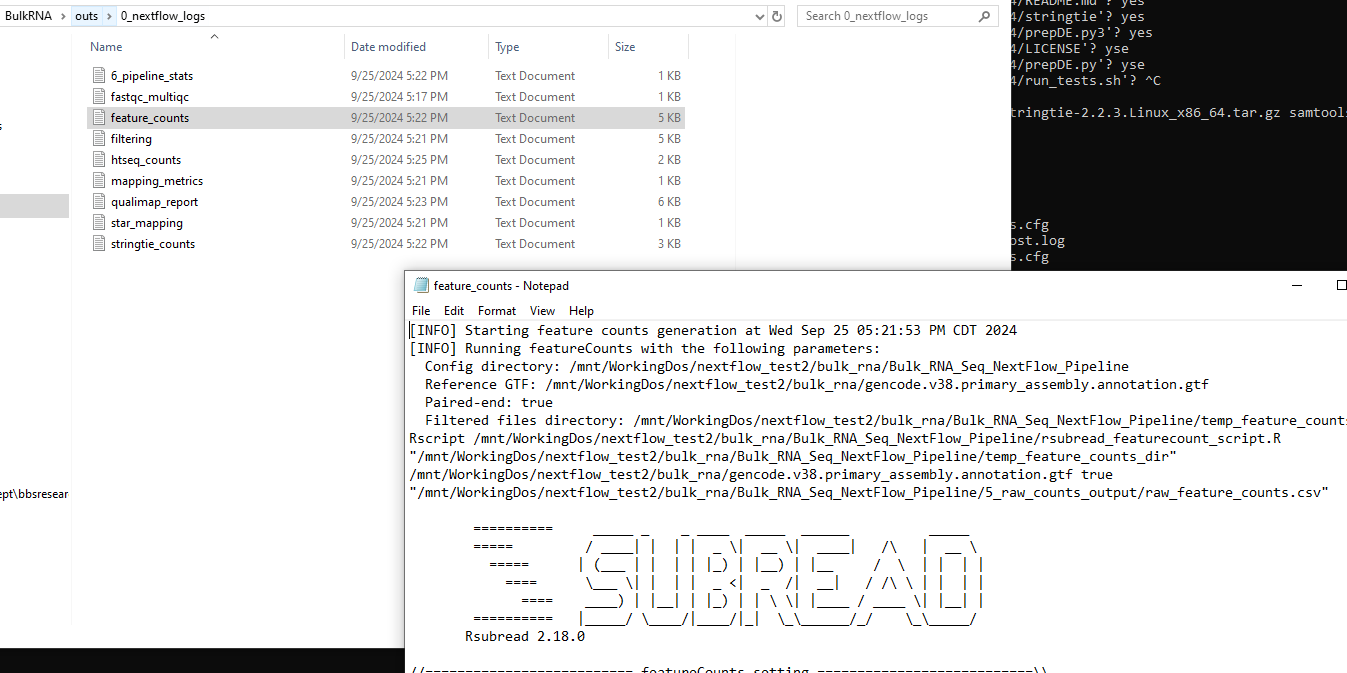 BulkRNA > outs > 0_nextflow_logs
Search 0_nextflow_logs
Name Date modified Type Size
6_pipeline_stats 9/25/2024 5:22 PM Text Document 1 KB
fastqc_multiqc 9/25/2024 5:17 PM Text Document 1 KB
feature_counts 9/25/2024 5:22 PM Text Document 5 KB
filtering 9/25/2024 5:21 PM Text Document 5 KB
htseq_counts 9/25/2024 5:25 PM Text Document 2 KB
mapping_metrics 9/25/2024 5:21 PM Text Document 1 KB
qualimap_report 9/25/2024 5:23 PM Text Document 6 KB
star_mapping 9/25/2024 5:21 PM Text Document 1 KB
stringtie_counts 9/25/2024 5:22 PM Text Document 3 KB
s
ept\bbsresear
4/README.md'? yes
4/stringtie'? yes
4/prepDE.py3'? yes
4/LICENSE'? yse
4/prepDE.py'? yse
4/run_tests.sh'? ^C
tringtie-2.2.3.Linux_x86_64.tar.gz samtools
s.cfg
ost.log
s.cfg
feature_counts - Notepad
File Edit Format View Help
[INFO] Starting feature counts generation at Wed Sep 25 05:21:53 PM CDT 2024
[INFO] Running featureCounts with the following parameters:
Config directory: /mnt/WorkingDos/nextflow_test2/bulk_rna/Bulk_RNA_Seq_NextFlow_Pipeline
Reference GTF: /mnt/WorkingDos/nextflow_test2/bulk_rna/gencode.v38.primary_assembly.annotation.gtf
Paired-end: true
Filtered files directory: /mnt/WorkingDos/nextflow_test2/bulk_rna/Bulk_RNA_Seq_NextFlow_Pipeline/temp_feature_counts
Rscript /mnt/WorkingDos/nextflow_test2/bulk_rna/Bulk_RNA_Seq_NextFlow_Pipeline/rsubread_featurecount_script.R
"/mnt/WorkingDos/nextflow_test2/bulk_rna/Bulk_RNA_Seq_NextFlow_Pipeline/temp_feature_counts_dir"
/mnt/WorkingDos/nextflow_test2/bulk_rna/gencode.v38.primary_assembly.annotation.gtf true
"/mnt/WorkingDos/nextflow_test2/bulk_rna/Bulk_RNA_Seq_NextFlow_Pipeline/5_raw_counts_output/raw_feature_counts.csv"
SUBREAD
Rsubread 2.18.0
//========================== featureCounts setting ===========================\\